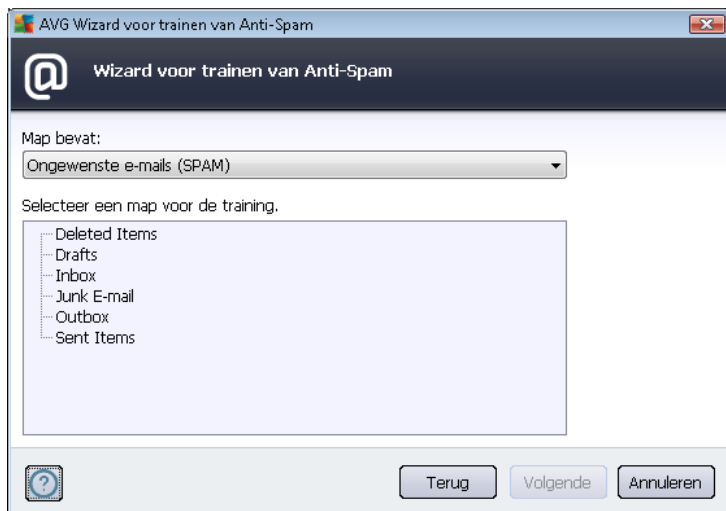 AVG Wizard voor trainen van Anti-Spam
Wizard voor trainen van Anti-Spam
Map bevat:
Ongewenste e-mails (SPAM)
Selecteer een map voor de training.
Deleted Items
Drafts
Inbox
Junk E-mail
Outbox
Sent Items
Terug
Volgende
Annuleren